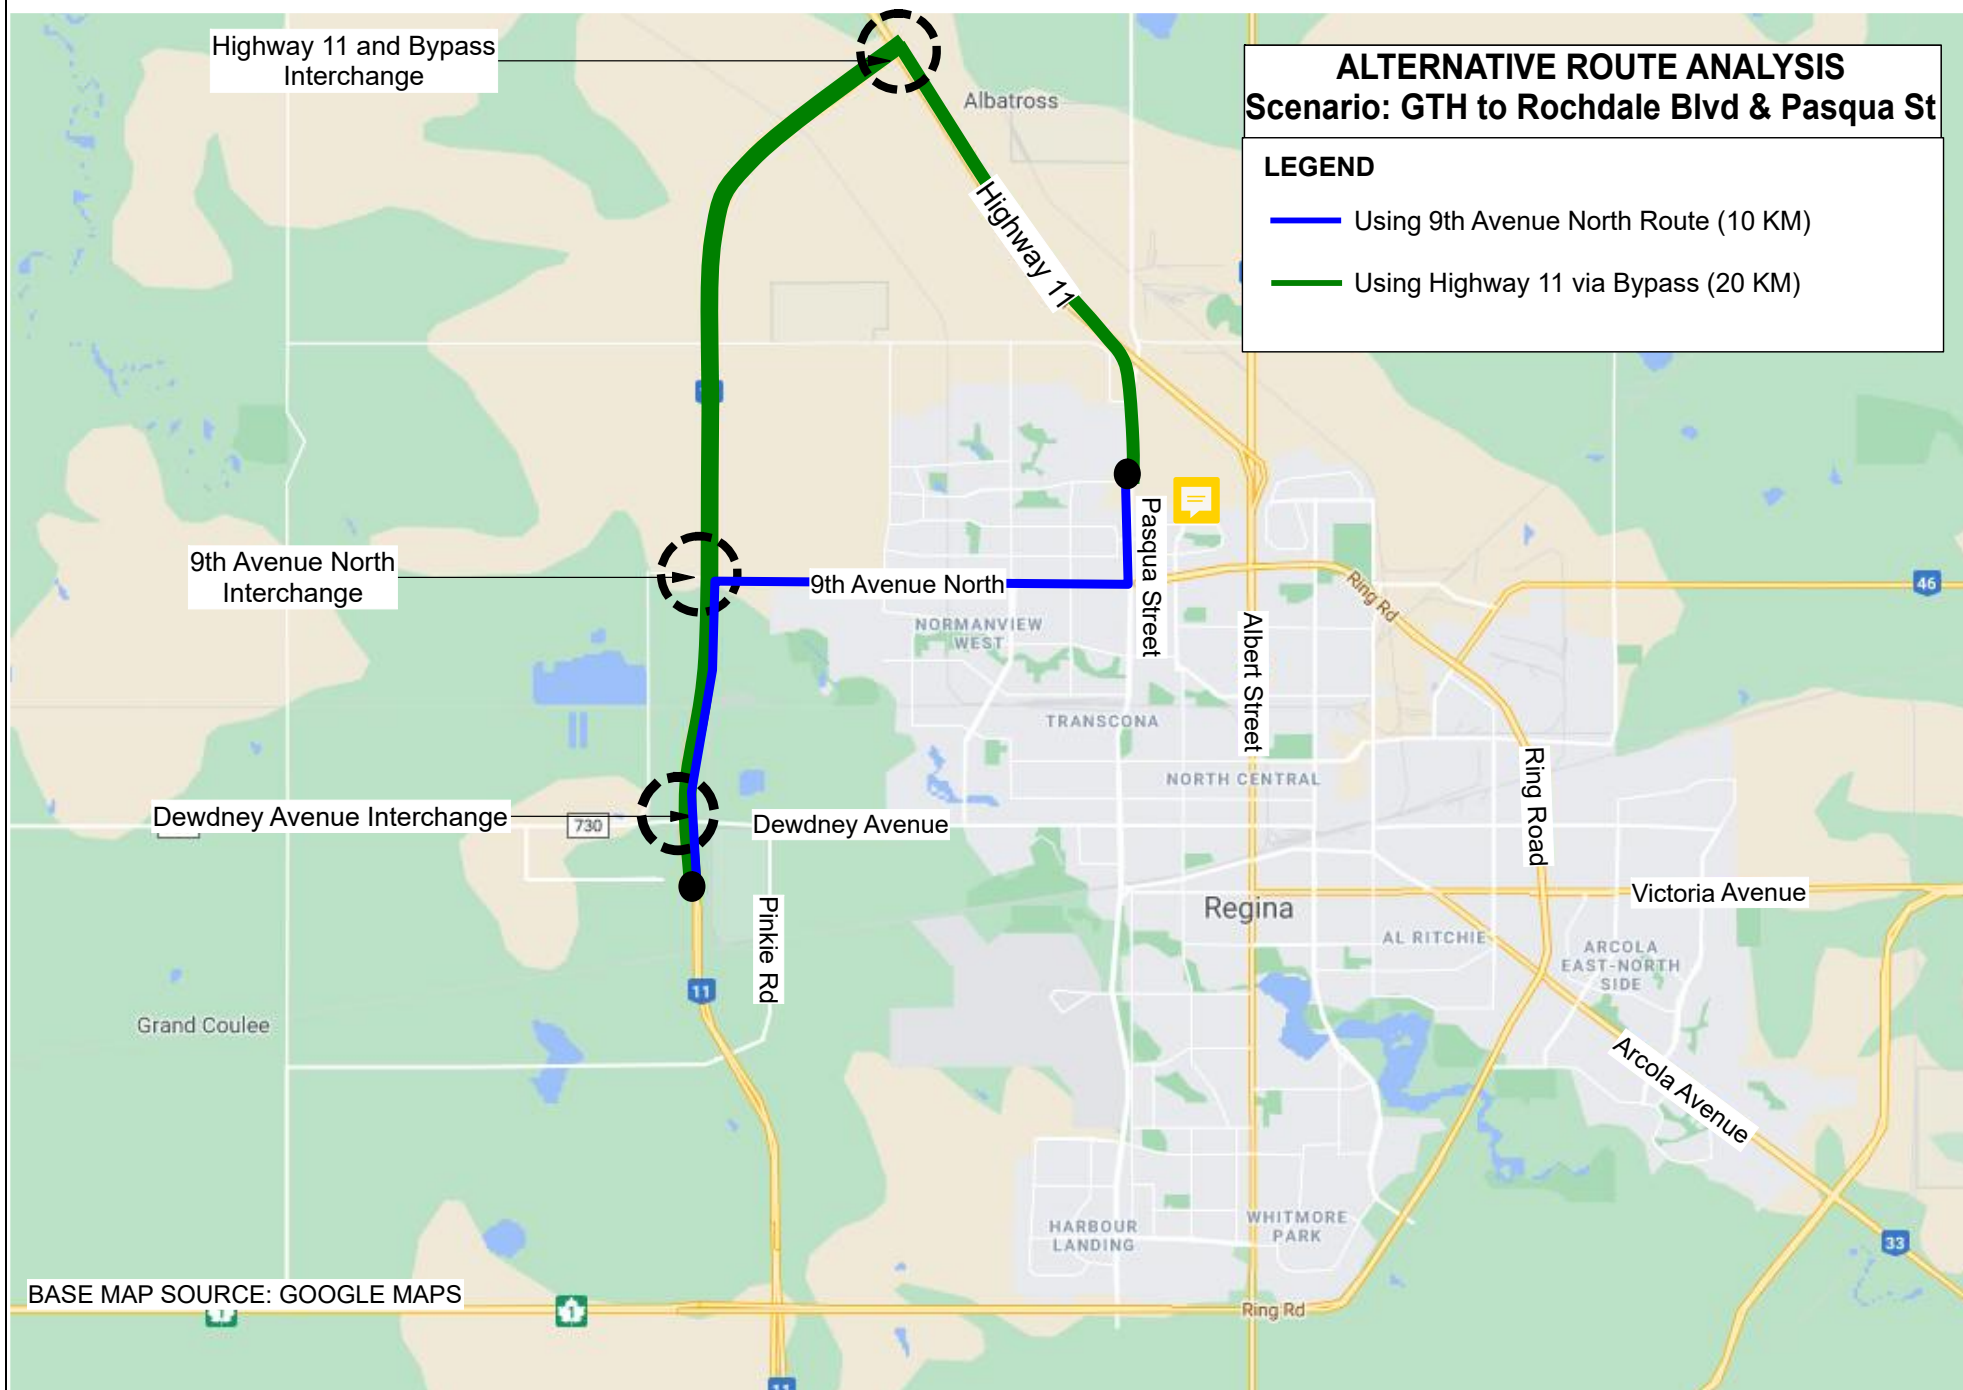 Highway 11 and Bypass
Interchange
Albatross
ALTERNATIVE ROUTE ANALYSIS
Scenario: GTH to Rochdale Blvd & Pasqua St
LEGEND
Using 9th Avenue North Route (10 KM)
Using Highway 11 via Bypass (20 KM)
Highway 11
9th Avenue North
Interchange
9th Avenue North
Pasqua Street
Ring Rd
46
NORMANVIEW
WEST
Albert Street
TRANSCONA
NORTH CENTRAL
Ring Road
Dewdney Avenue Interchange
730
Dewdney Avenue
Pinkie Rd
Victoria Avenue
Regina
AL RITCHIE
ARCOLA
EAST-NORTH
SIDE
11
Grand Coulee
Arcola Avenue
HARBOUR
LANDING
WHITMORE
PARK
33
BASE MAP SOURCE: GOOGLE MAPS
1
1
Ring Rd
11